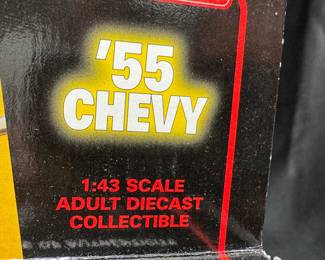 '55
CHEVY
1:43 SCALE
ADULT DIECAST
COLLECTIBLE